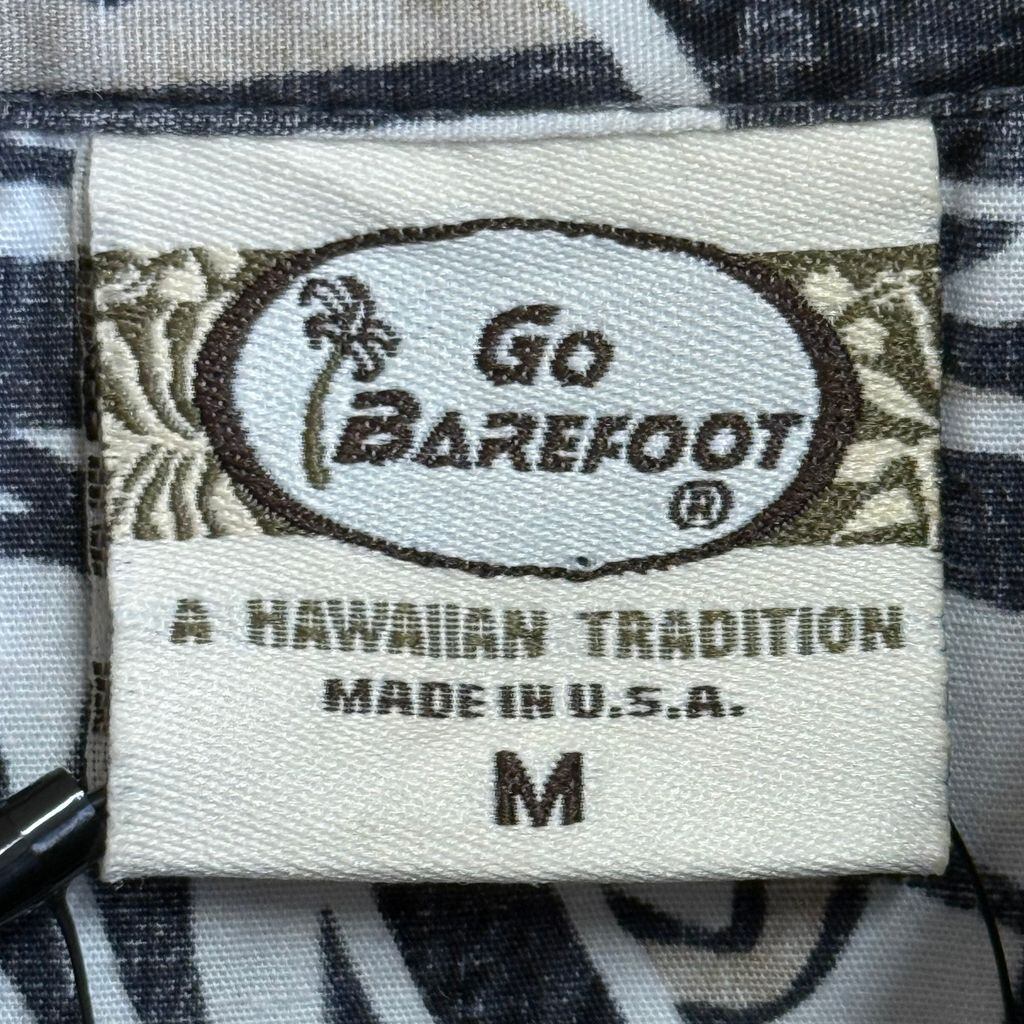 Go
BAREFOOT
®
A HAWAIIAN TRADITION
MADE IN U.S.A.
M